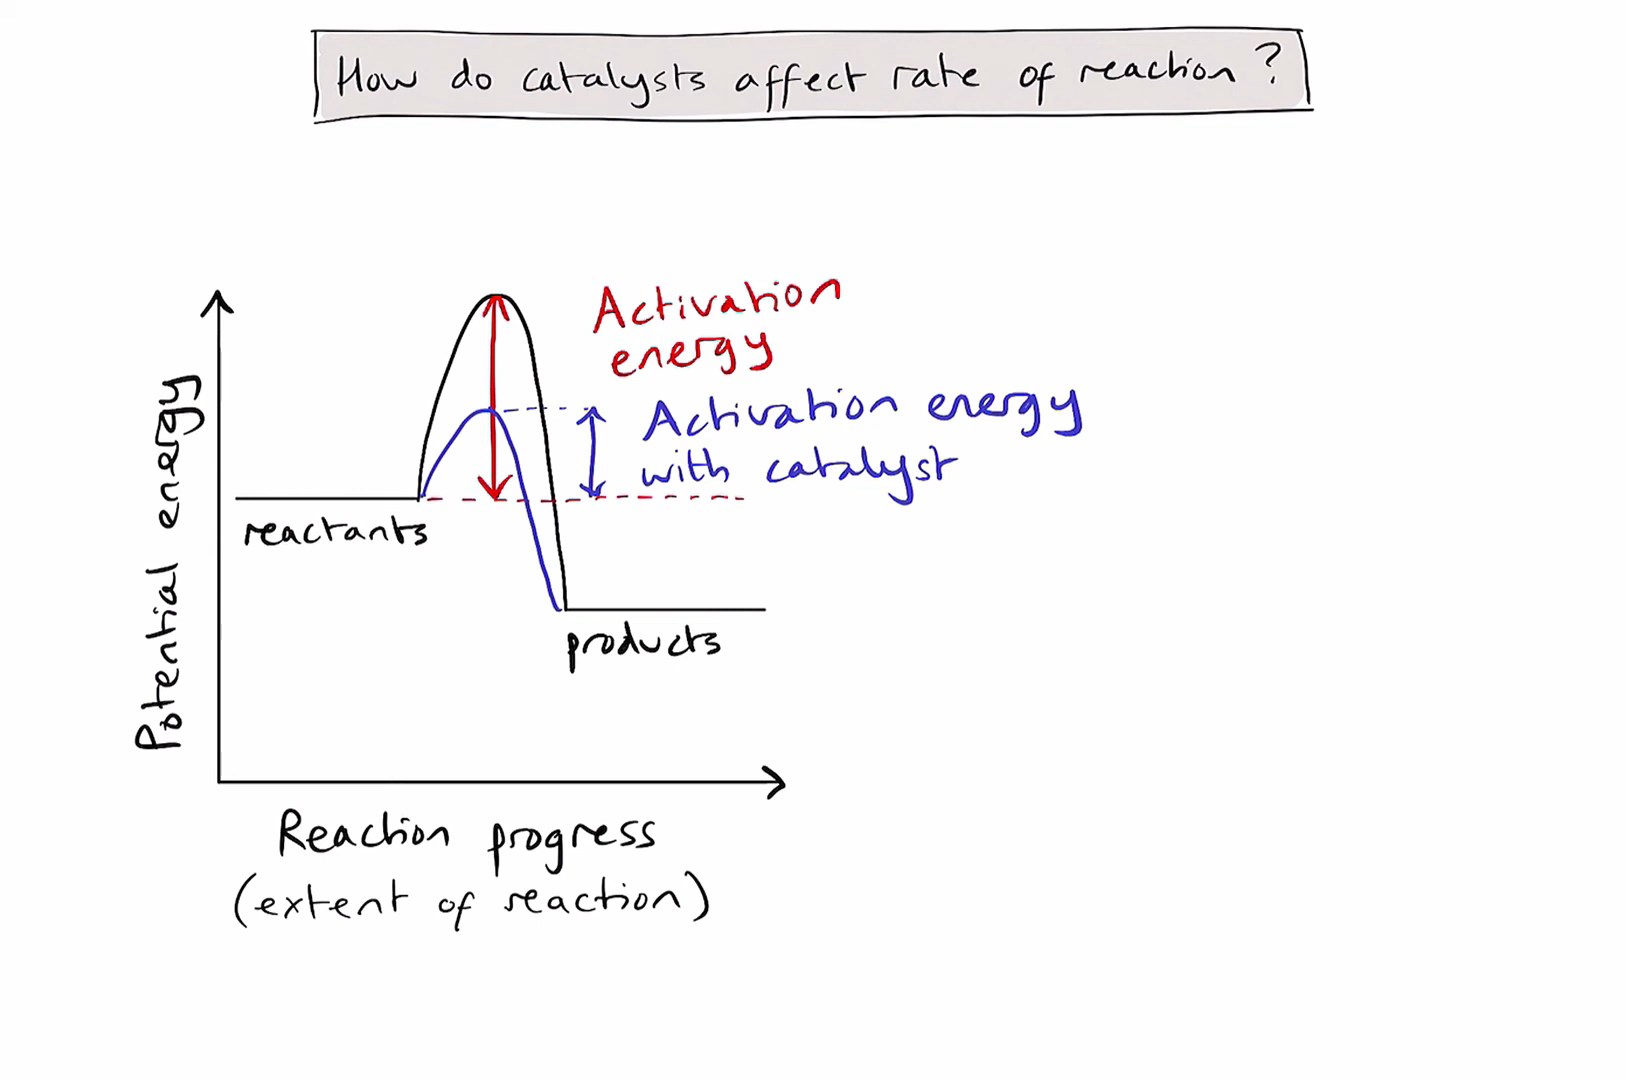 How do catalysts affect rate of reaction?
Activation
energy
Activation energy
with catalyst
Potential energy
reactants
products
Reaction progress
(extent of reaction)